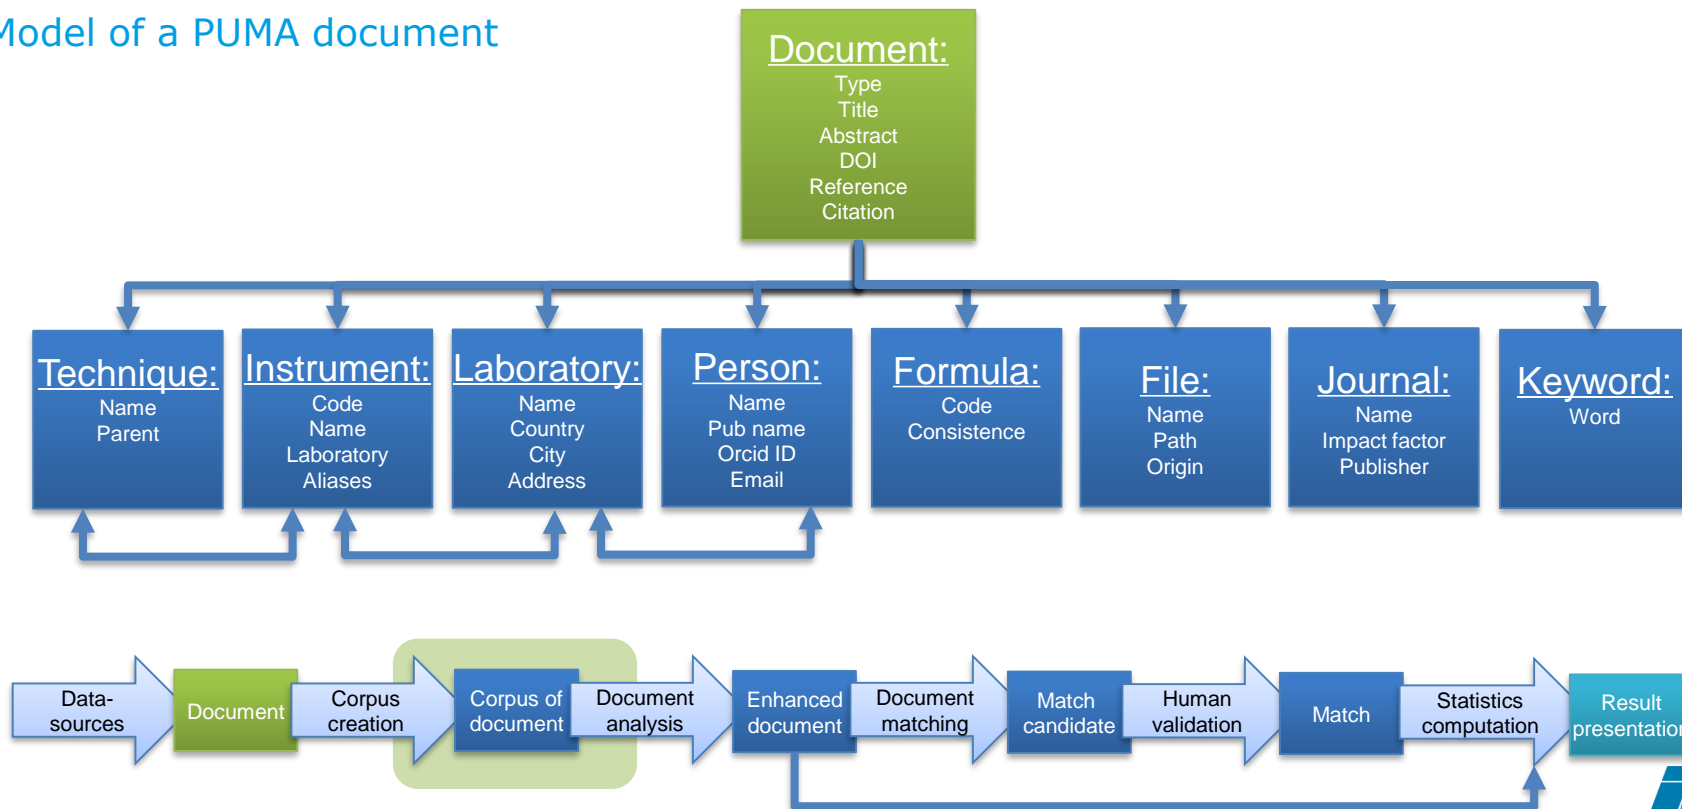 Model of a PUMA document
Document:
Type
Title
Abstract
DOI
Reference
Citation
Technique:
Name
Parent
Instrument:
Code
Name
Laboratory
Aliases
Laboratory:
Name
Country
City
Address
Person:
Name
Pub name
Orcid ID
Email
Formula:
Code
Consistence
File:
Name
Path
Origin
Journal:
Name
Impact factor
Publisher
Keyword:
Word
Data-
sources
Document
Corpus
creation
Corpus of
document
Document
analysis
Enhanced
document
Document
matching
Match
candidate
Human
validation
Match
Statistics
computation
Result
presentation